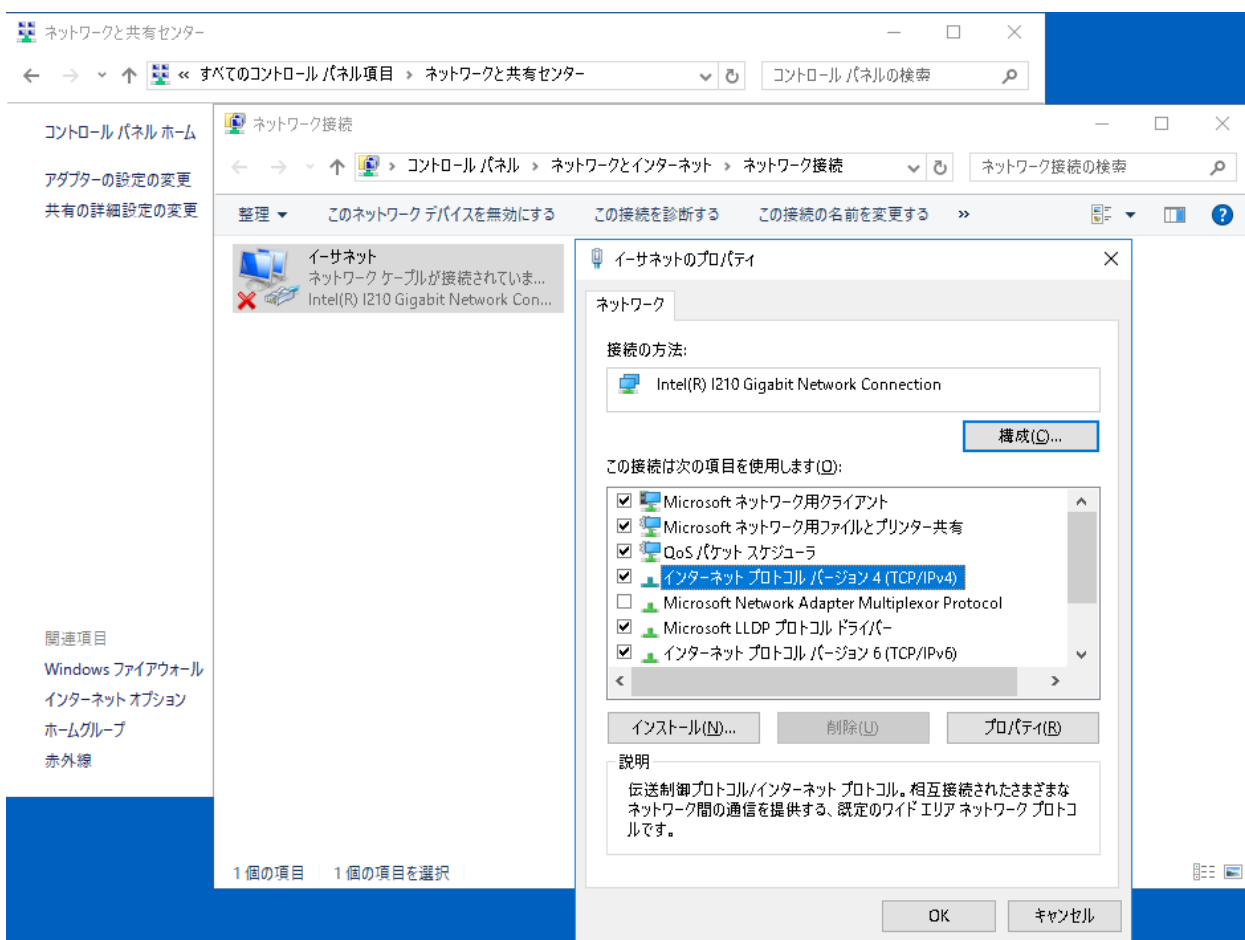 ネットワークと共有センター
« すべてのコントロール パネル項目 › ネットワークと共有センター
コントロール パネルの検索
コントロール パネル ホーム
アダプターの設定の変更
共有の詳細設定の変更
関連項目
Windows ファイアウォール
インターネット オプション
ホームグループ
赤外線
ネットワーク接続
› コントロール パネル › ネットワークとインターネット › ネットワーク接続
ネットワーク接続の検索
整理 このネットワーク デバイスを無効にする この接続を診断する この接続の名前を変更する »
イーサネット
ネットワーク ケーブルが接続されていま...
Intel(R) I210 Gigabit Network Con...
1 個の項目 1 個の項目を選択
イーサネットのプロパティ
ネットワーク
接続の方法:
Intel(R) I210 Gigabit Network Connection
構成(C)...
この接続は次の項目を使用します(O):
Microsoft ネットワーク用クライアント
Microsoft ネットワーク用ファイルとプリンター共有
QoS パケット スケジューラ
インターネット プロトコル バージョン 4 (TCP/IPv4)
Microsoft Network Adapter Multiplexor Protocol
Microsoft LLDP プロトコル ドライバー
インターネット プロトコル バージョン 6 (TCP/IPv6)
インストール(N)... 削除(U) プロパティ(R)
説明
伝送制御プロトコル/インターネット プロトコル。相互接続されたさまざまな
ネットワーク間の通信を提供する、既定のワイド エリア ネットワーク プロトコ
ルです。
OK キャンセル